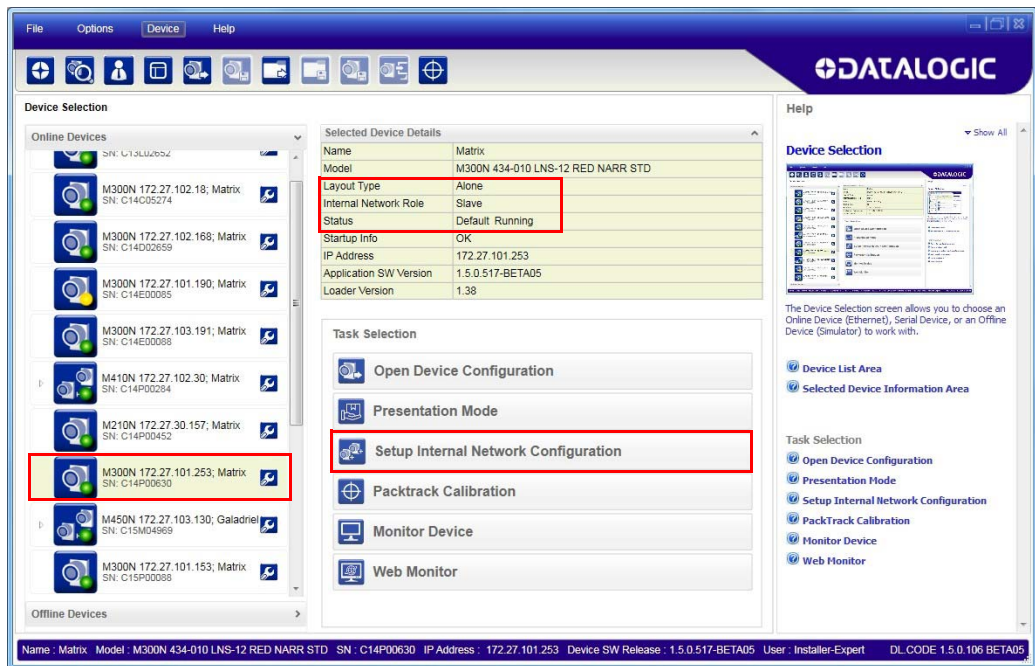 File Options Device Help
DATALOGIC
Device Selection
Online Devices
SN: C13L02652
M300N 172.27.102.18; Matrix
SN: C14C05274
M300N 172.27.102.168; Matrix
SN: C14D02659
M300N 172.27.101.190; Matrix
SN: C14E00085
M300N 172.27.103.191; Matrix
SN: C14E00088
M410N 172.27.102.30; Matrix
SN: C14P00284
M210N 172.27.30.157; Matrix
SN: C14P00452
M300N 172.27.101.253; Matrix
SN: C14P00630
M450N 172.27.103.130; Galadriel
SN: C15M04969
M300N 172.27.101.153; Matrix
SN: C15P00088
Offline Devices
Selected Device Details
Name Matrix
Model M300N 434-010 LNS-12 RED NARR STD
Layout Type Alone
Internal Network Role Slave
Status Default Running
Startup Info OK
IP Address 172.27.101.253
Application SW Version 1.5.0.517-BETA05
Loader Version 1.38
Task Selection
Open Device Configuration
Presentation Mode
Setup Internal Network Configuration
Packtrack Calibration
Monitor Device
Web Monitor
Help
Show All
Device Selection
The Device Selection screen allows you to choose an
Online Device (Ethernet), Serial Device, or an Offline
Device (Simulator) to work with.
Device List Area
Selected Device Information Area
Task Selection
Open Device Configuration
Presentation Mode
Setup Internal Network Configuration
PackTrack Calibration
Monitor Device
Web Monitor
Name : Matrix Model : M300N 434-010 LNS-12 RED NARR STD SN : C14P00630 IP Address : 172.27.101.253 Device SW Release : 1.5.0.517-BETA05 User : Installer-Expert DL.CODE 1.5.0.106 BETA05